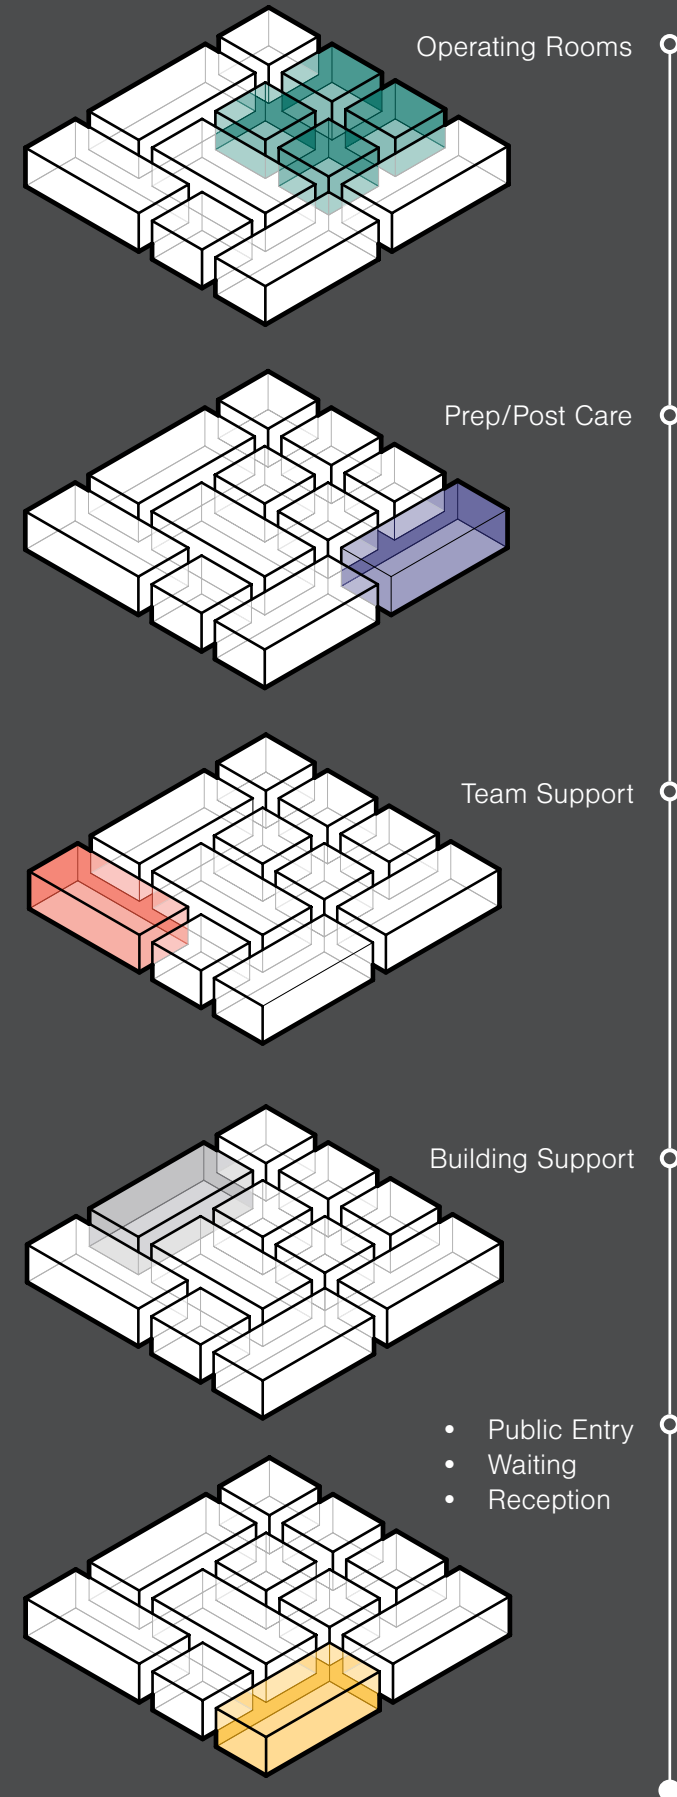 Operating Rooms
Prep/Post Care
Team Support
Building Support
• Public Entry
• Waiting
• Reception